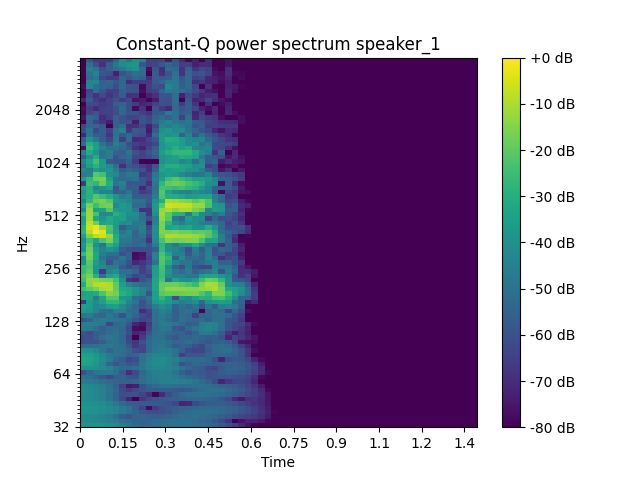 Constant-Q power spectrum speaker_1
Hz
2048
1024
512
256
128
64
32
0 0.15 0.3 0.45 0.6 0.75 0.9 1.1 1.2 1.4
Time
+0 dB
-10 dB
-20 dB
-30 dB
-40 dB
-50 dB
-60 dB
-70 dB
-80 dB